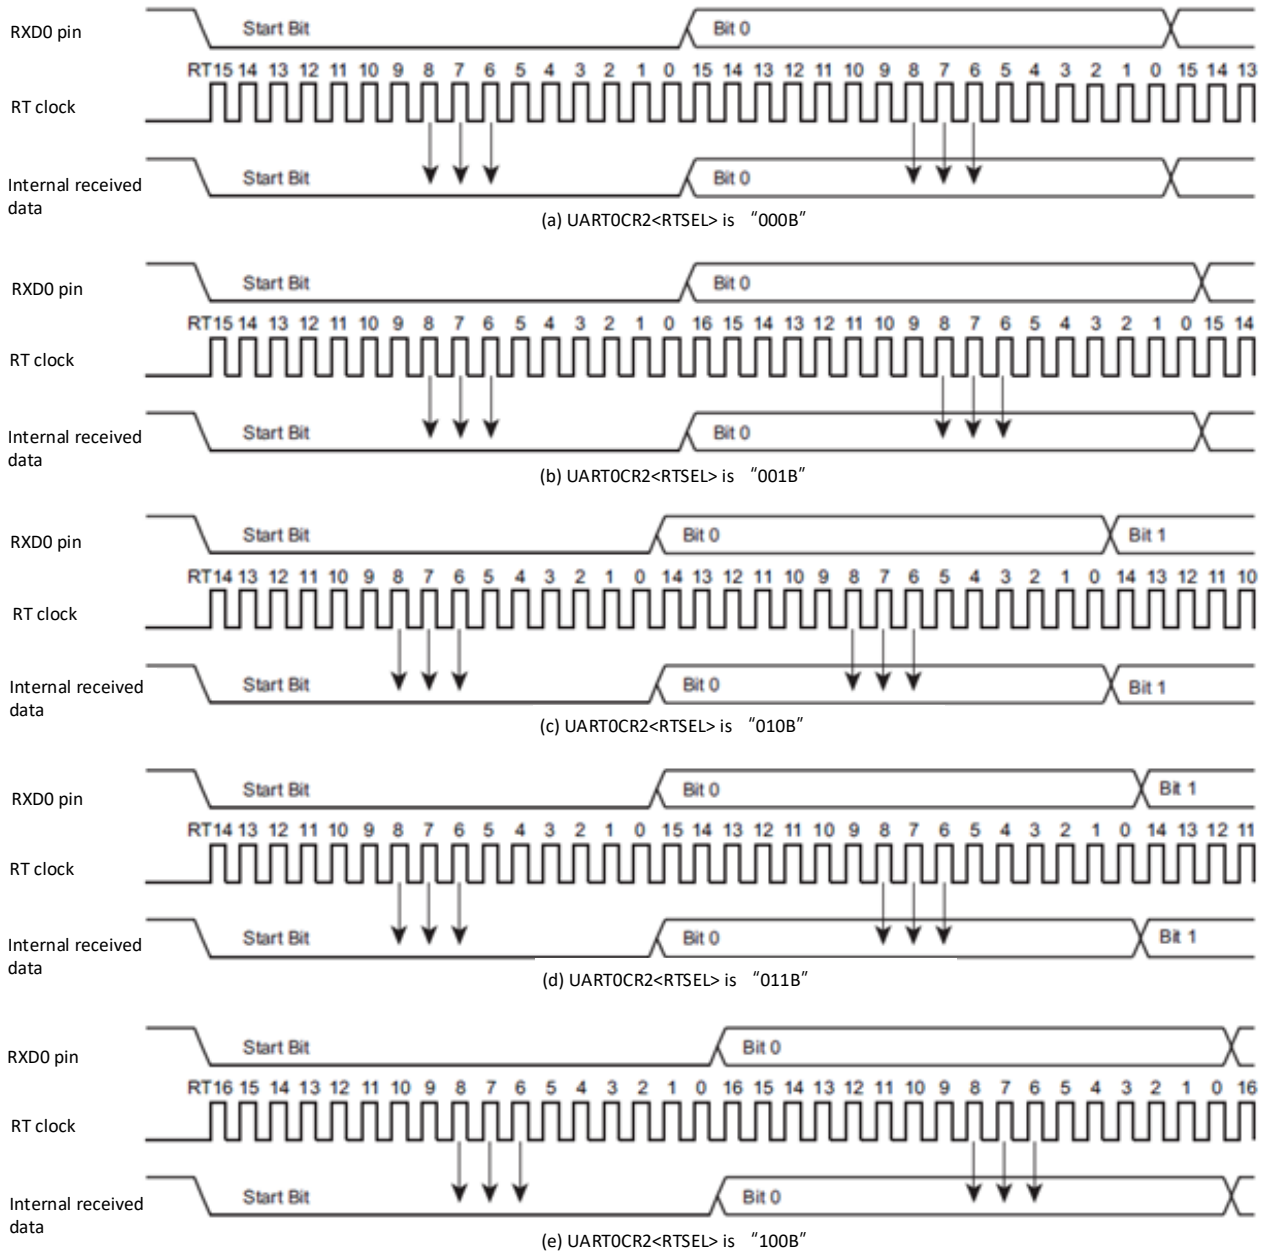 RXD0 pin Start Bit Bit 0
RT15 14 13 12 11 10 9 8 7 6 5 4 3 2 1 0 15 14 13 12 11 10 9 8 7 6 5 4 3 2 1 0 15 14 13
RT clock
Internal received data Start Bit Bit 0
(a) UART0CR2<RTSEL> is “000B”
RXD0 pin Start Bit Bit 0
RT15 14 13 12 11 10 9 8 7 6 5 4 3 2 1 0 16 15 14 13 12 11 10 9 8 7 6 5 4 3 2 1 0 15 14
RT clock
Internal received data Start Bit Bit 0
(b) UART0CR2<RTSEL> is “001B”
RXD0 pin Start Bit Bit 0 Bit 1
RT14 13 12 11 10 9 8 7 6 5 4 3 2 1 0 14 13 12 11 10 9 8 7 6 5 4 3 2 1 0 14 13 12 11 10
RT clock
Internal received data Start Bit Bit 0 Bit 1
(c) UART0CR2<RTSEL> is “010B”
RXD0 pin Start Bit Bit 0 Bit 1
RT14 13 12 11 10 9 8 7 6 5 4 3 2 1 0 15 14 13 12 11 10 9 8 7 6 5 4 3 2 1 0 14 13 12 11
RT clock
Internal received data Start Bit Bit 0 Bit 1
(d) UART0CR2<RTSEL> is “011B”
RXD0 pin Start Bit Bit 0
RT16 15 14 13 12 11 10 9 8 7 6 5 4 3 2 1 0 16 15 14 13 12 11 10 9 8 7 6 5 4 3 2 1 0 16
RT clock
Internal received data Start Bit Bit 0
(e) UART0CR2<RTSEL> is “100B”